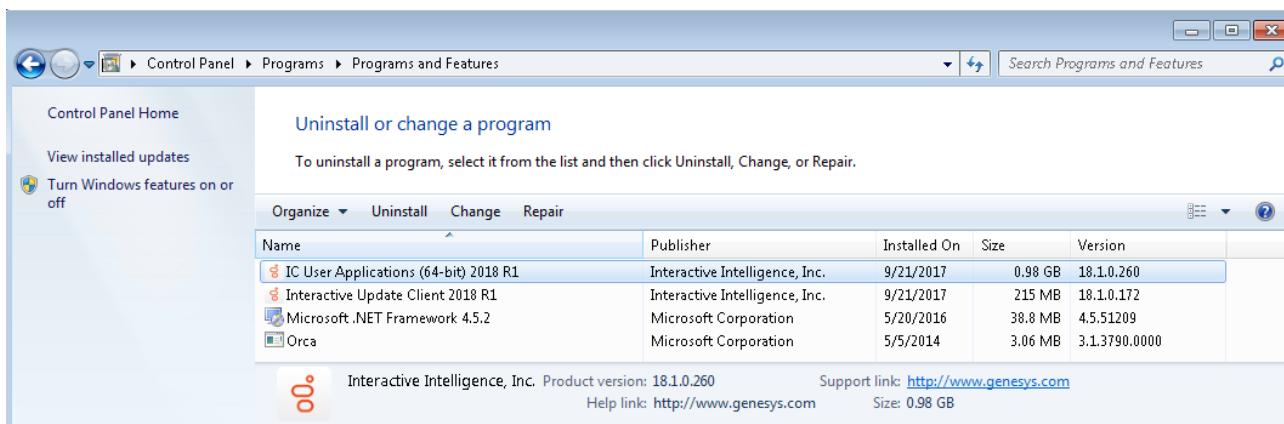 Control Panel ▸ Programs ▸ Programs and Features
Search Programs and Features
Control Panel Home
View installed updates
Turn Windows features on or
off
Uninstall or change a program
To uninstall a program, select it from the list and then click Uninstall, Change, or Repair.
Organize Uninstall Change Repair
Name Publisher Installed On Size Version
IC User Applications (64-bit) 2018 R1 Interactive Intelligence, Inc. 9/21/2017 0.98 GB 18.1.0.260
Interactive Update Client 2018 R1 Interactive Intelligence, Inc. 9/21/2017 215 MB 18.1.0.172
Microsoft .NET Framework 4.5.2 Microsoft Corporation 5/20/2016 38.8 MB 4.5.51209
Orca Microsoft Corporation 5/5/2014 3.06 MB 3.1.3790.0000
Interactive Intelligence, Inc. Product version: 18.1.0.260 Support link: http://www.genesys.com
Help link: http://www.genesys.com Size: 0.98 GB